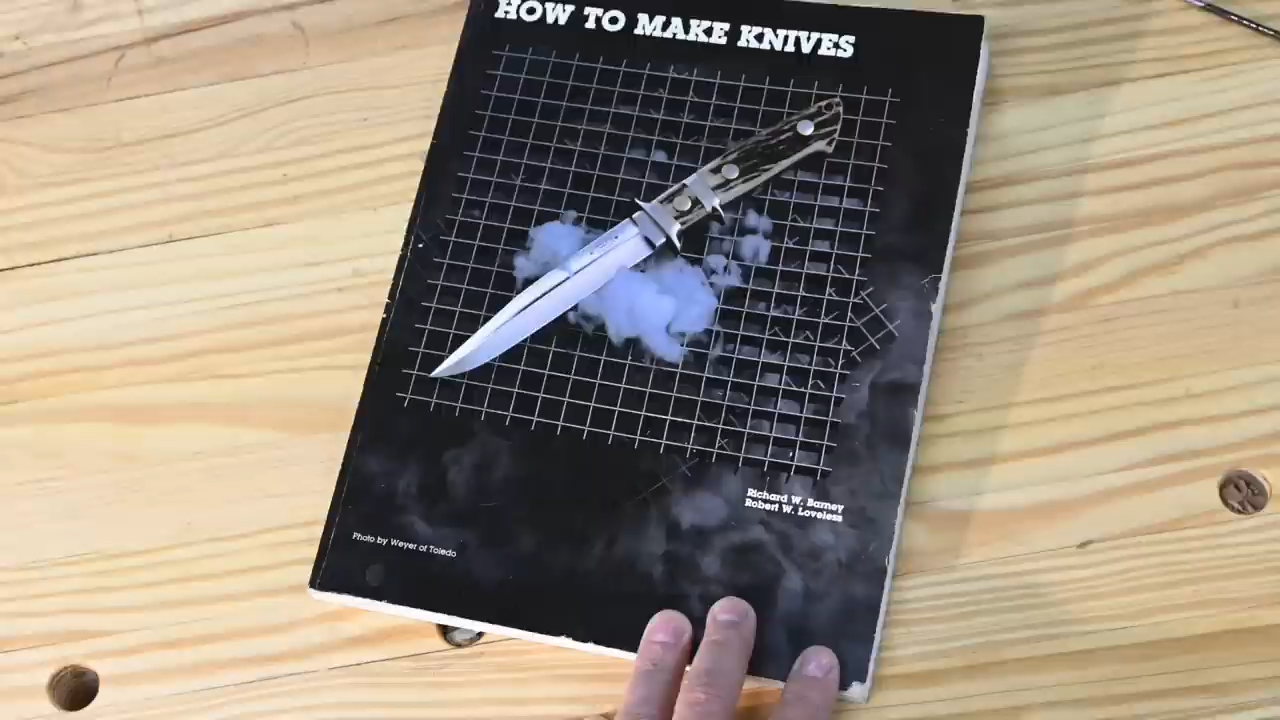 HOW TO MAKE KNIVES
Richard W. Barney
Robert W. Loveless
Photo by Weyer of Toledo